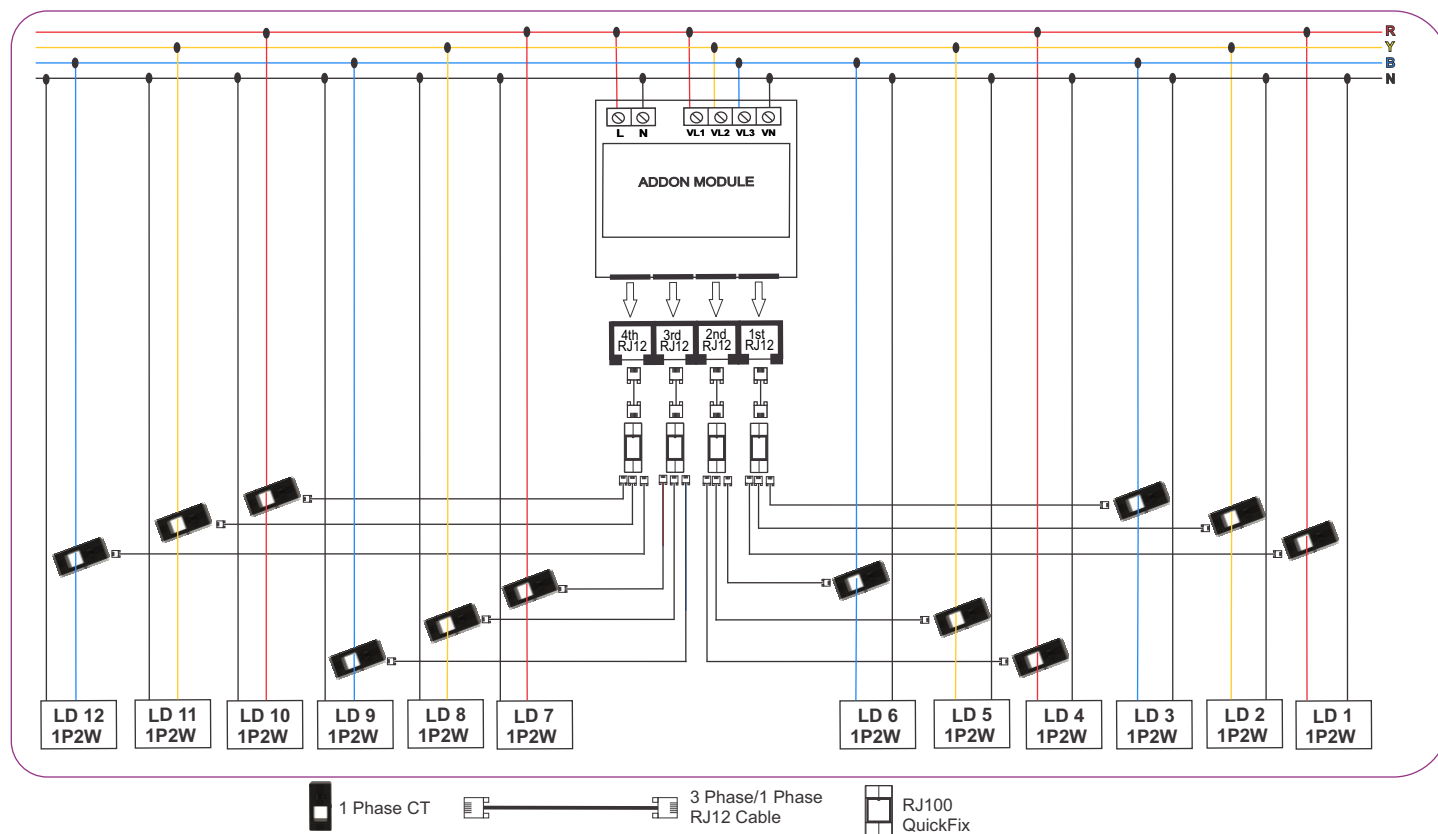 R
Y
B
N
L N VL1 VL2 VL3 VN
ADDON MODULE
4th
RJ12
3rd
RJ12
2nd
RJ12
1st
RJ12
LD 12
1P2W
LD 11
1P2W
LD 10
1P2W
LD 9
1P2W
LD 8
1P2W
LD 7
1P2W
LD 6
1P2W
LD 5
1P2W
LD 4
1P2W
LD 3
1P2W
LD 2
1P2W
LD 1
1P2W
1 Phase CT
3 Phase/1 Phase
RJ12 Cable
RJ100
QuickFix